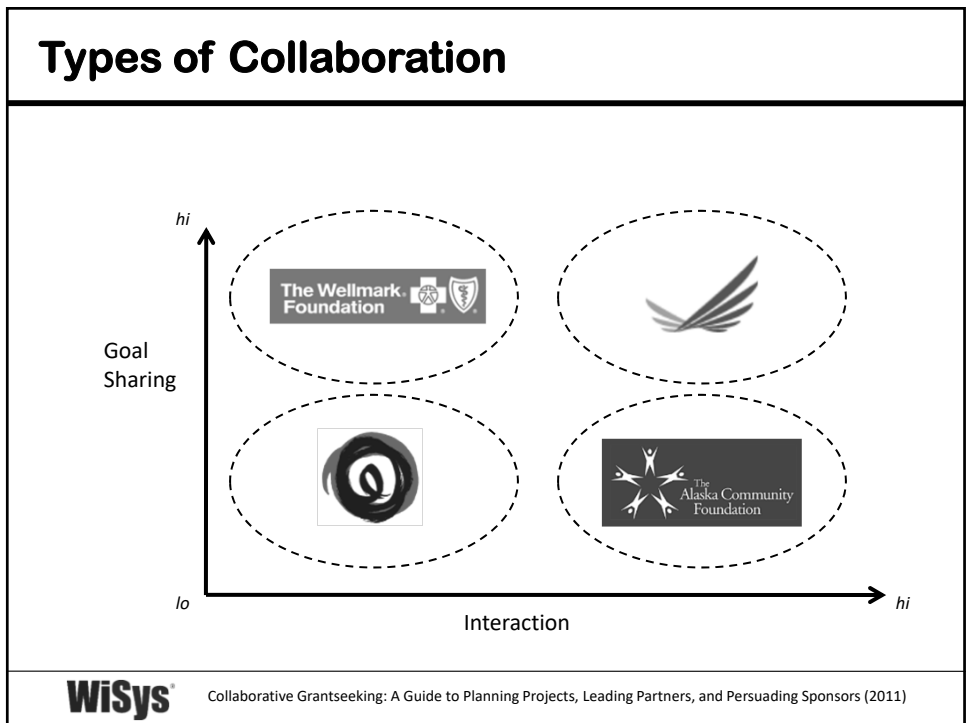 Types of Collaboration
hi
The Wellmark®
Foundation
Goal
Sharing
The
Alaska Community
Foundation
lo
hi
Interaction
WiSys®
Collaborative Grantseeking: A Guide to Planning Projects, Leading Partners, and Persuading Sponsors (2011)